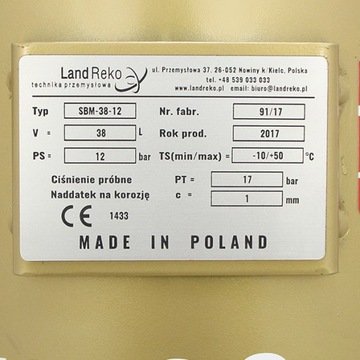 Land Reko
technika przemysłowa
ul. Przemysłowa 37, 26-052 Nowiny k/Kielc, Polska
tel. +48 539 033 033
www.landreko.pl email: biuro@landreko.pl
Typ SBM-38-12 Nr. fabr. 91/17
V = 38 L Rok prod. 2017
PS = 12 bar TS(min/max) = -10/+50 °C
Ciśnienie próbne PT = 17 bar
Naddatek na korozję c = 1 mm
CE 1433
MADE IN POLAND